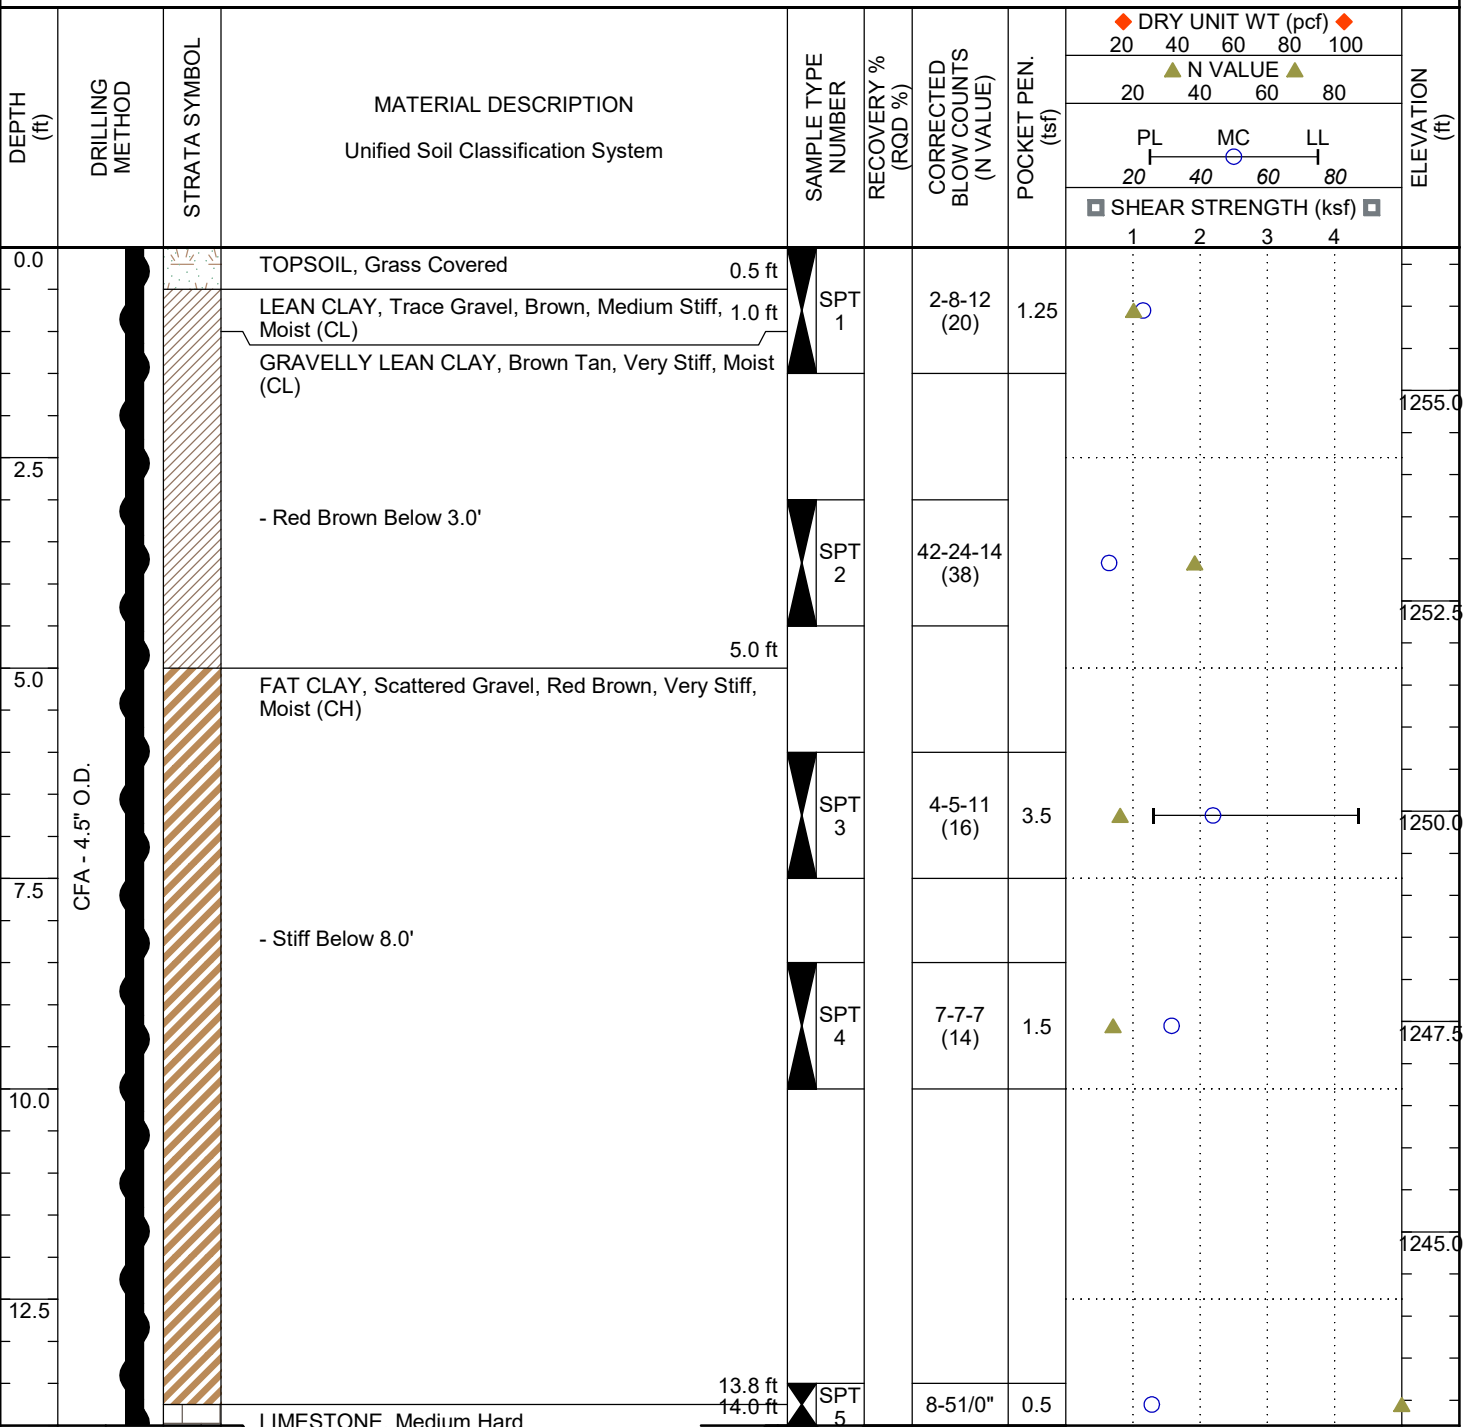 DEPTH
(ft)
DRILLING
METHOD
STRATA SYMBOL
MATERIAL DESCRIPTION
Unified Soil Classification System
SAMPLE TYPE
NUMBER
RECOVERY %
(RQD %)
CORRECTED
BLOW COUNTS
(N VALUE)
POCKET PEN.
(tsf)
DRY UNIT WT (pcf)
20 40 60 80 100
N VALUE
20 40 60 80
PL MC LL
20 40 60 80
SHEAR STRENGTH (ksf)
1 2 3 4
ELEVATION
(ft)
0.0
TOPSOIL, Grass Covered
0.5 ft
LEAN CLAY, Trace Gravel, Brown, Medium Stiff,
Moist (CL)
1.0 ft
SPT
1
2-8-12
(20)
1.25
GRAVELLY LEAN CLAY, Brown Tan, Very Stiff, Moist
(CL)
1255.0
2.5
- Red Brown Below 3.0'
SPT
2
42-24-14
(38)
1252.5
5.0 ft
5.0
FAT CLAY, Scattered Gravel, Red Brown, Very Stiff,
Moist (CH)
CFA - 4.5" O.D.
SPT
3
4-5-11
(16)
3.5
1250.0
7.5
- Stiff Below 8.0'
SPT
4
7-7-7
(14)
1.5
1247.5
10.0
1245.0
12.5
13.8 ft
14.0 ft
SPT
5
8-51/0"
0.5
LIMESTONE, Medium Hard